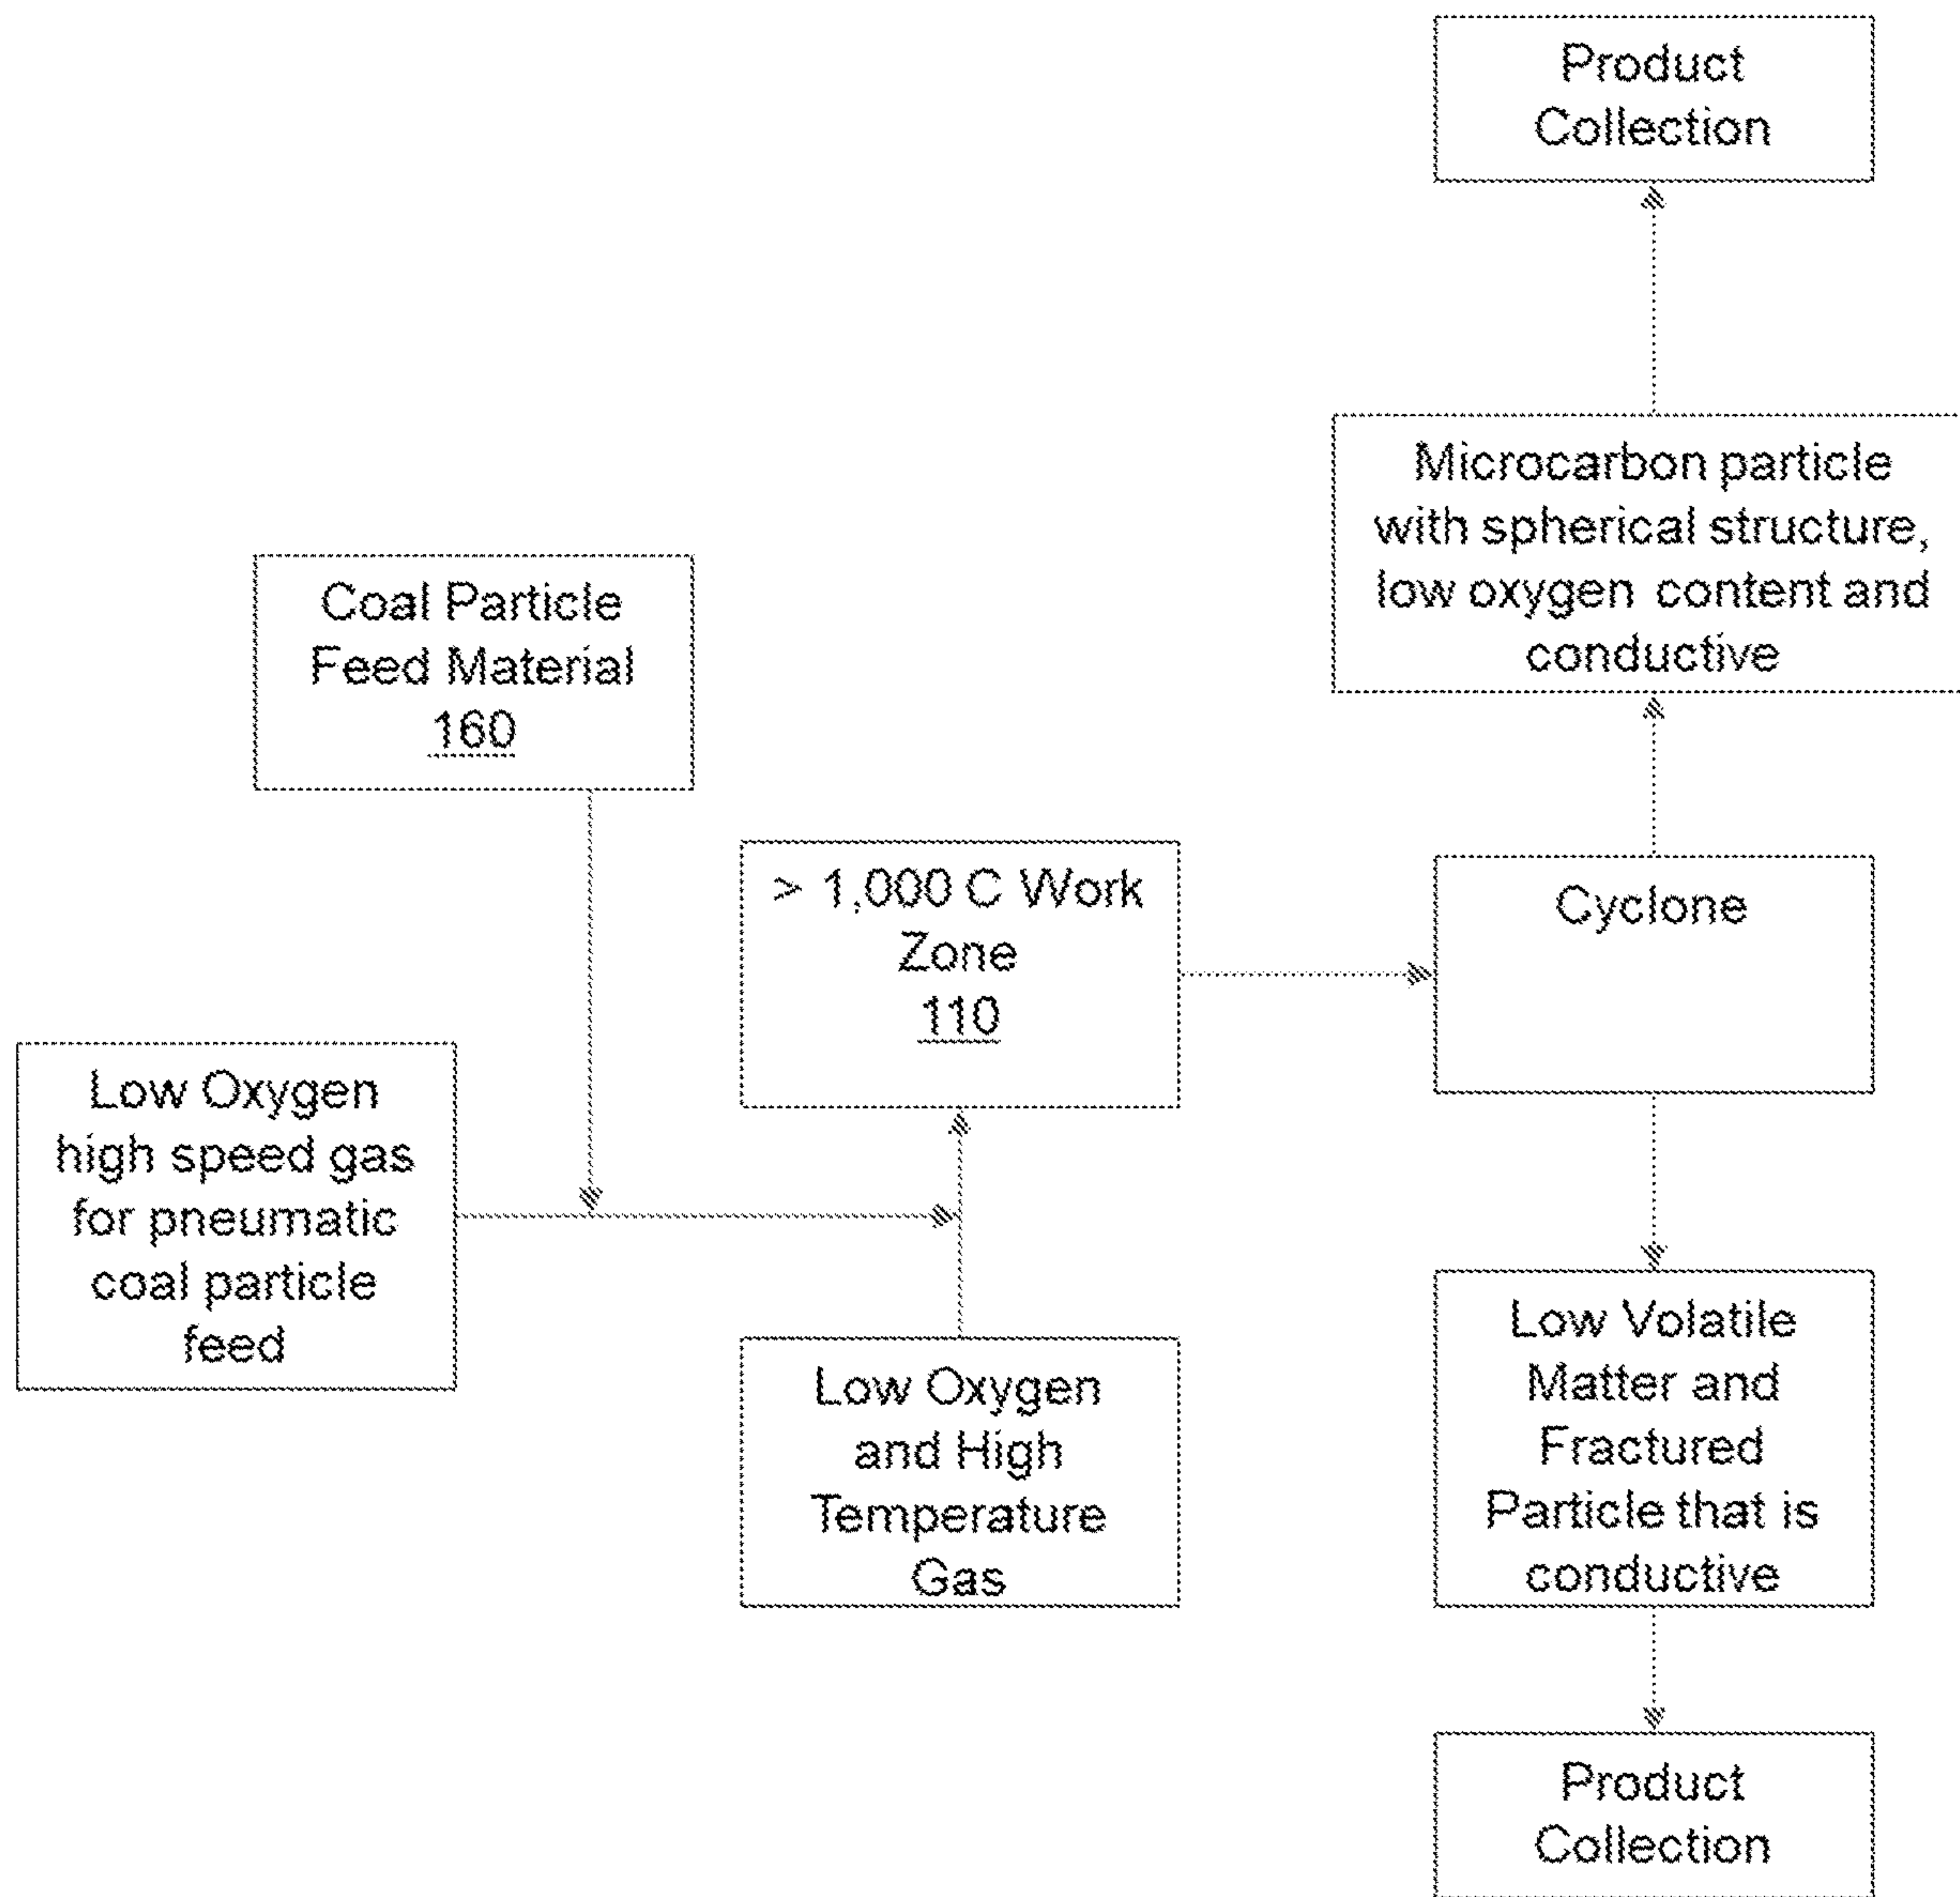 Product
Collection
Microcarbon particle
with spherical structure,
low oxygen content and
conductive
Coal Particle
Feed Material
160
> 1,000 C Work
Zone
110
Cyclone
Low Oxygen
high speed gas
for pneumatic
coal particle
feed
Low Oxygen
and High
Temperature
Gas
Low Volatile
Matter and
Fractured
Particle that is
conductive
Product
Collection